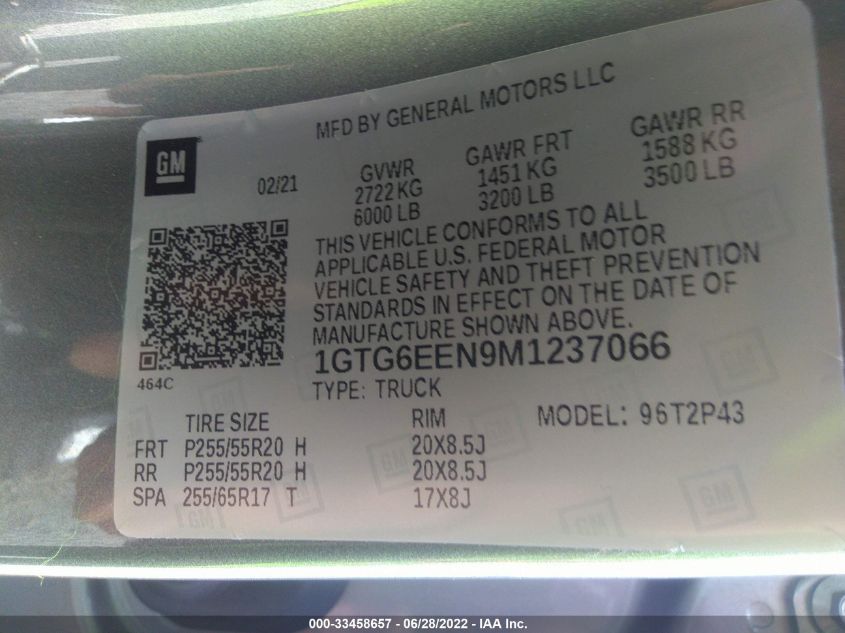 MFD BY GENERAL MOTORS LLC
GM
02/21
GVWR
2722 KG
6000 LB
GAWR FRT
1451 KG
3200 LB
GAWR RR
1588 KG
3500 LB
THIS VEHICLE CONFORMS TO ALL
APPLICABLE U.S. FEDERAL MOTOR
VEHICLE SAFETY AND THEFT PREVENTION
STANDARDS IN EFFECT ON THE DATE OF
MANUFACTURE SHOWN ABOVE.
1GTG6EEN9M1237066
464C
TYPE: TRUCK
TIRE SIZE RIM MODEL: 96T2P43
FRT P255/55R20 H 20X8.5J
RR P255/55R20 H 20X8.5J
SPA 255/65R17 T 17X8J
000-33458657 - 06/28/2022 - IAA Inc.